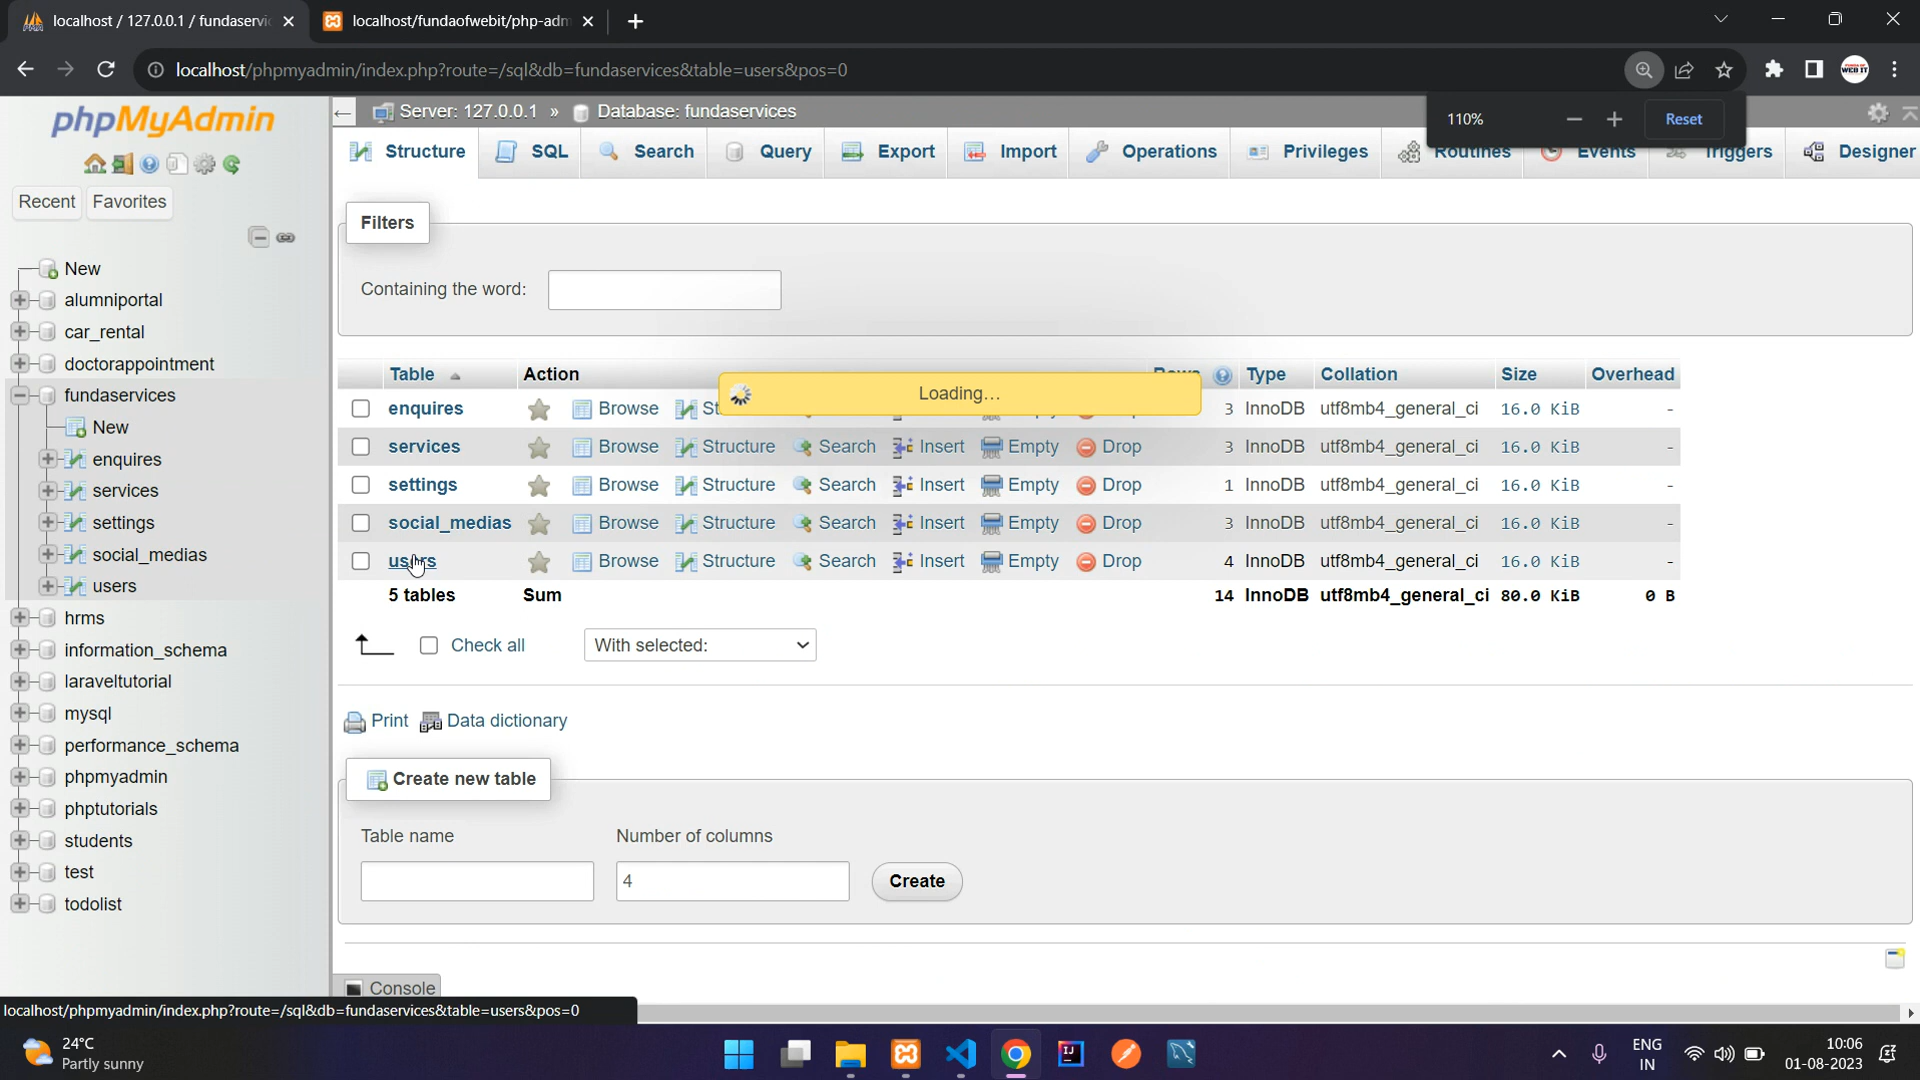 localhost / 127.0.0.1 / fundaservi
localhost/fundaofwebit/php-adm
localhost/phpmyadmin/index.php?route=/sql&db=fundaservices&table=users&pos=0
WEB IT
110%
Reset
phpMyAdmin
Recent
Favorites
New
alumniportal
car_rental
doctorappointment
fundaservices
New
enquires
services
settings
social_medias
users
hrms
information_schema
laraveltutorial
mysql
performance_schema
phpmyadmin
phptutorials
students
test
todolist
Server: 127.0.0.1 » Database: fundaservices
Structure SQL Search Query Export Import Operations Privileges Routines Events Triggers Designer
Filters
Containing the word:
Table Action Rows Type Collation Size Overhead
Loading…
enquires Browse St 3 InnoDB utf8mb4_general_ci 16.0 KiB -
services Browse Structure Search Insert Empty Drop 3 InnoDB utf8mb4_general_ci 16.0 KiB -
settings Browse Structure Search Insert Empty Drop 1 InnoDB utf8mb4_general_ci 16.0 KiB -
social_medias Browse Structure Search Insert Empty Drop 3 InnoDB utf8mb4_general_ci 16.0 KiB -
users Browse Structure Search Insert Empty Drop 4 InnoDB utf8mb4_general_ci 16.0 KiB -
5 tables Sum 14 InnoDB utf8mb4_general_ci 80.0 KiB 0 B
Check all
With selected:
Print Data dictionary
Create new table
Table name
Number of columns
4
Create
Console
localhost/phpmyadmin/index.php?route=/sql&db=fundaservices&table=users&pos=0
24°C
Partly sunny
ENG
IN
10:06
01-08-2023